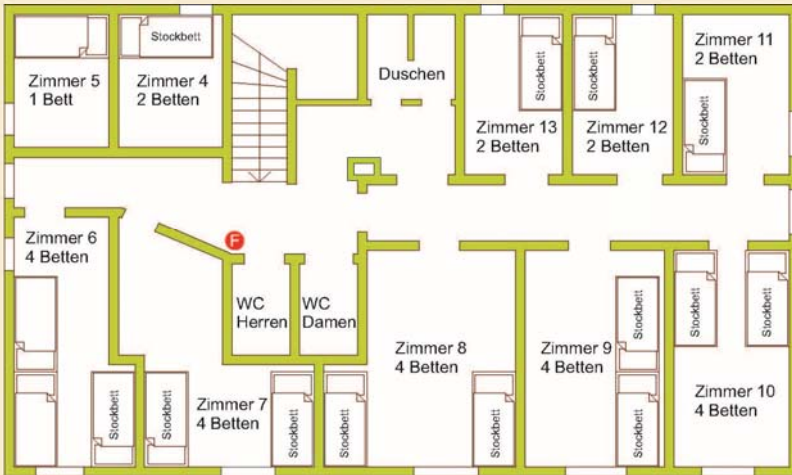 Zimmer 5
1 Bett
Stockbett
Zimmer 4
2 Betten
Duschen
Stockbett
Zimmer 13
2 Betten
Stockbett
Zimmer 12
2 Betten
Zimmer 11
2 Betten
Stockbett
Zimmer 6
4 Betten
Stockbett
F
WC
Herren
WC
Damen
Stockbett
Zimmer 7
4 Betten
Stockbett
Zimmer 8
4 Betten
Stockbett
Stockbett
Zimmer 9
4 Betten
Stockbett
Stockbett
Stockbett
Stockbett
Zimmer 10
4 Betten